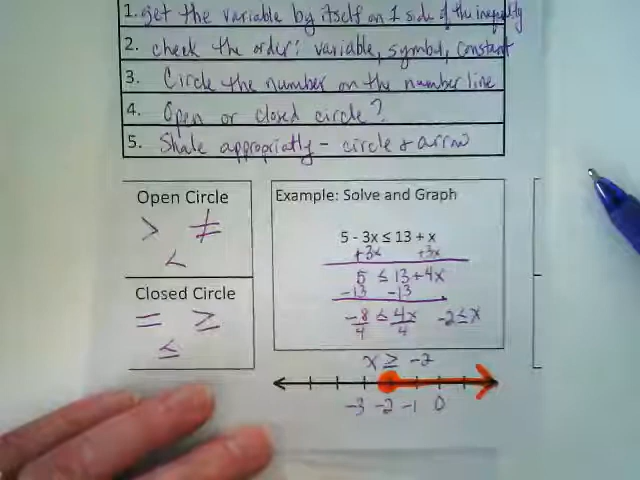 1. get the variable by itself on 1 side of the inequality
2. check the order: variable, symbol, constant
3. Circle the number on the number line
4. Open or closed circle?
5. Shade appropriatly - circle & arrow
Open Circle
> ≠
<
Closed Circle
= ≥
≤
Example: Solve and Graph
5 - 3x ≤ 13 + x
+3x +3x
5 ≤ 13 + 4x
-13 -13
-8/4 ≤ 4x/4 -2 ≤ x
x ≥ -2
-3 -2 -1 0